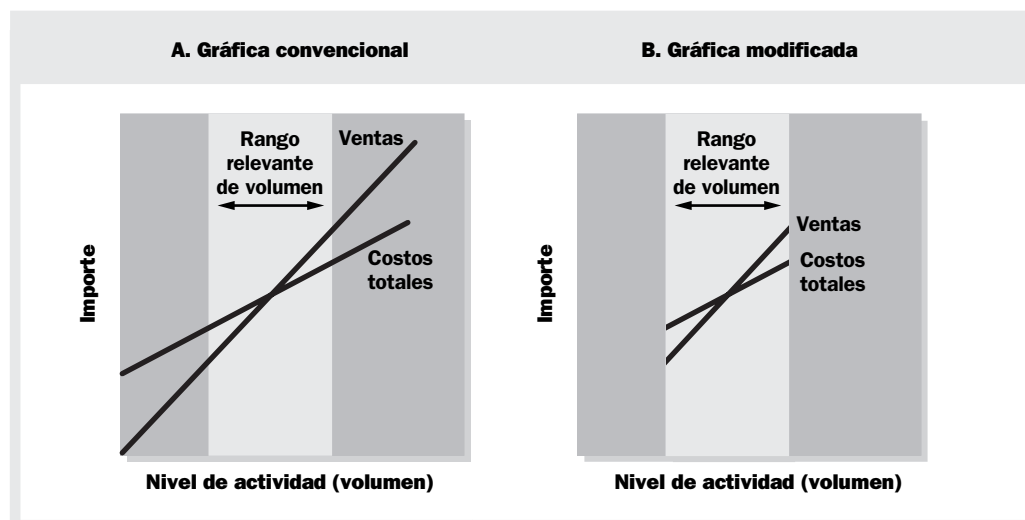 A. Gráfica convencional
Rango
relevante
de volumen
Ventas
Costos
totales
Importe
Nivel de actividad (volumen)
B. Gráfica modificada
Rango
relevante
de volumen
Ventas
Costos
totales
Importe
Nivel de actividad (volumen)